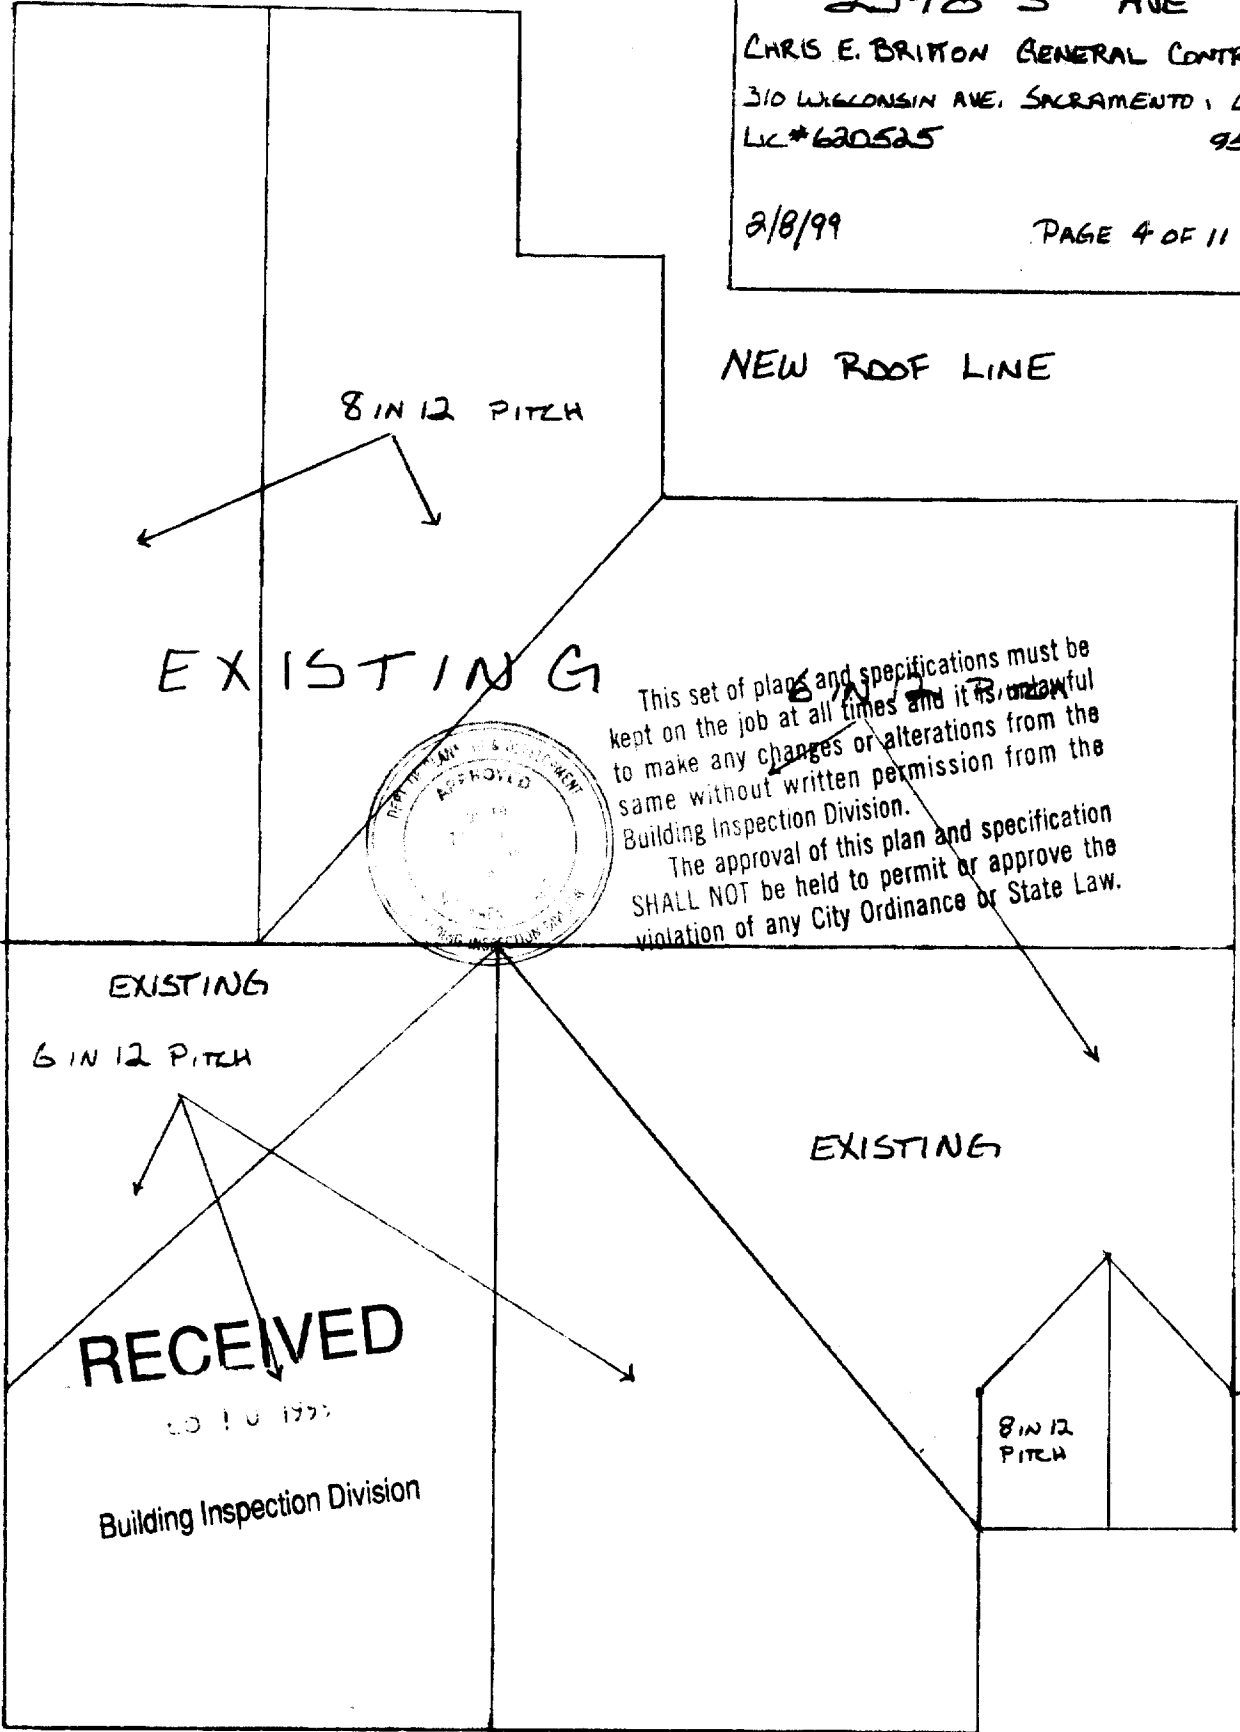 AVE
CHRIS E. BRITTON GENERAL
310 WISCONSIN AVE. SACRAMENTO,
LIC #620525
2/8/99 PAGE 4 OF 11
NEW ROOF LINE
8 IN 12 PITCH
EXISTING
6 IN 12 PITCH
This set of plans and specifications must be
kept on the job at all times and it is unlawful
to make any changes or alterations from the
same without written permission from the
Building Inspection Division.
The approval of this plan and specification
SHALL NOT be held to permit or approve the
violation of any City Ordinance or State Law.
APPROVED
EXISTING
6 IN 12 PITCH
EXISTING
RECEIVED
Building Inspection Division
8 IN 12
PITCH